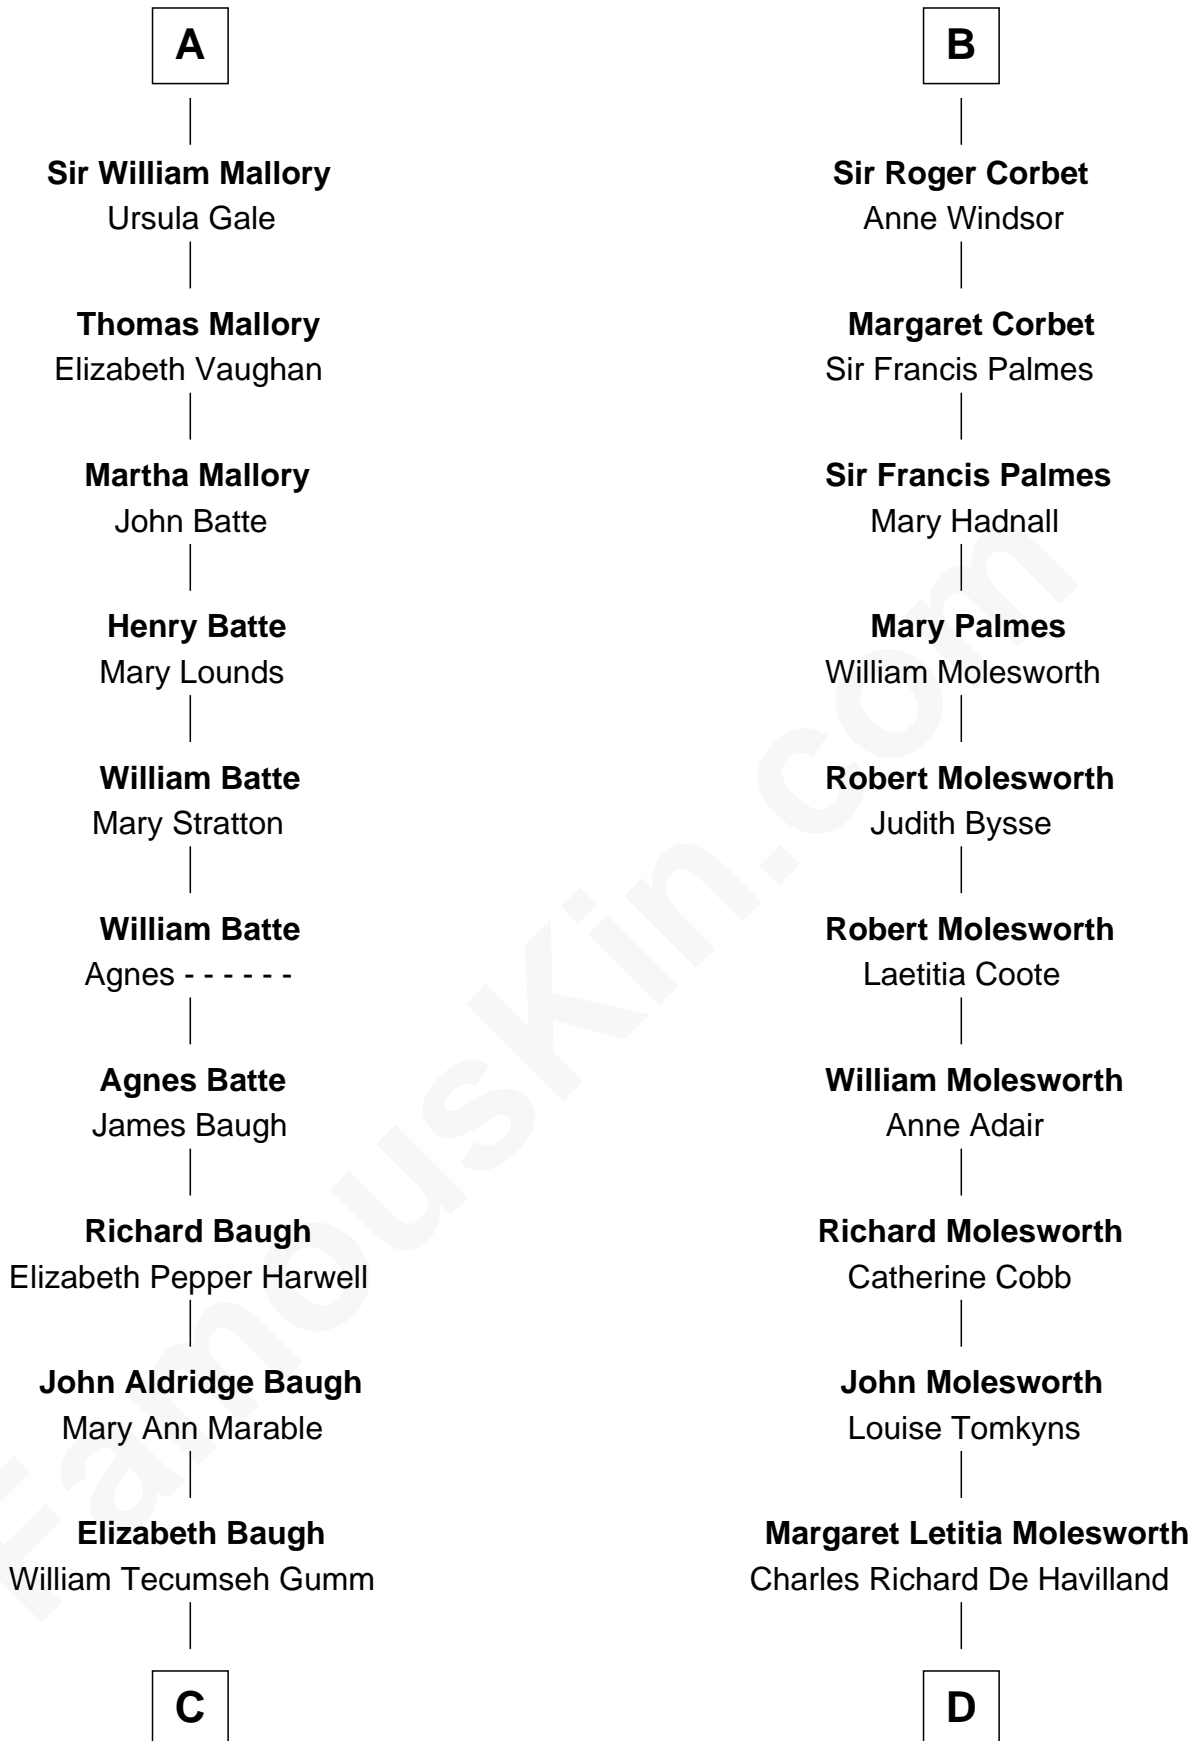 A
Sir William Mallory
Ursula Gale
Thomas Mallory
Elizabeth Vaughan
Martha Mallory
John Batte
Henry Batte
Mary Lounds
William Batte
Mary Stratton
William Batte
Agnes - - - - - -
Agnes Batte
James Baugh
Richard Baugh
Elizabeth Pepper Harwell
John Aldridge Baugh
Mary Ann Marable
Elizabeth Baugh
William Tecumseh Gumm
C
B
Sir Roger Corbet
Anne Windsor
Margaret Corbet
Sir Francis Palmes
Sir Francis Palmes
Mary Hadnall
Mary Palmes
William Molesworth
Robert Molesworth
Judith Bysse
Robert Molesworth
Laetitia Coote
William Molesworth
Anne Adair
Richard Molesworth
Catherine Cobb
John Molesworth
Louise Tomkyns
Margaret Letitia Molesworth
Charles Richard De Havilland
D
FamousKin.com